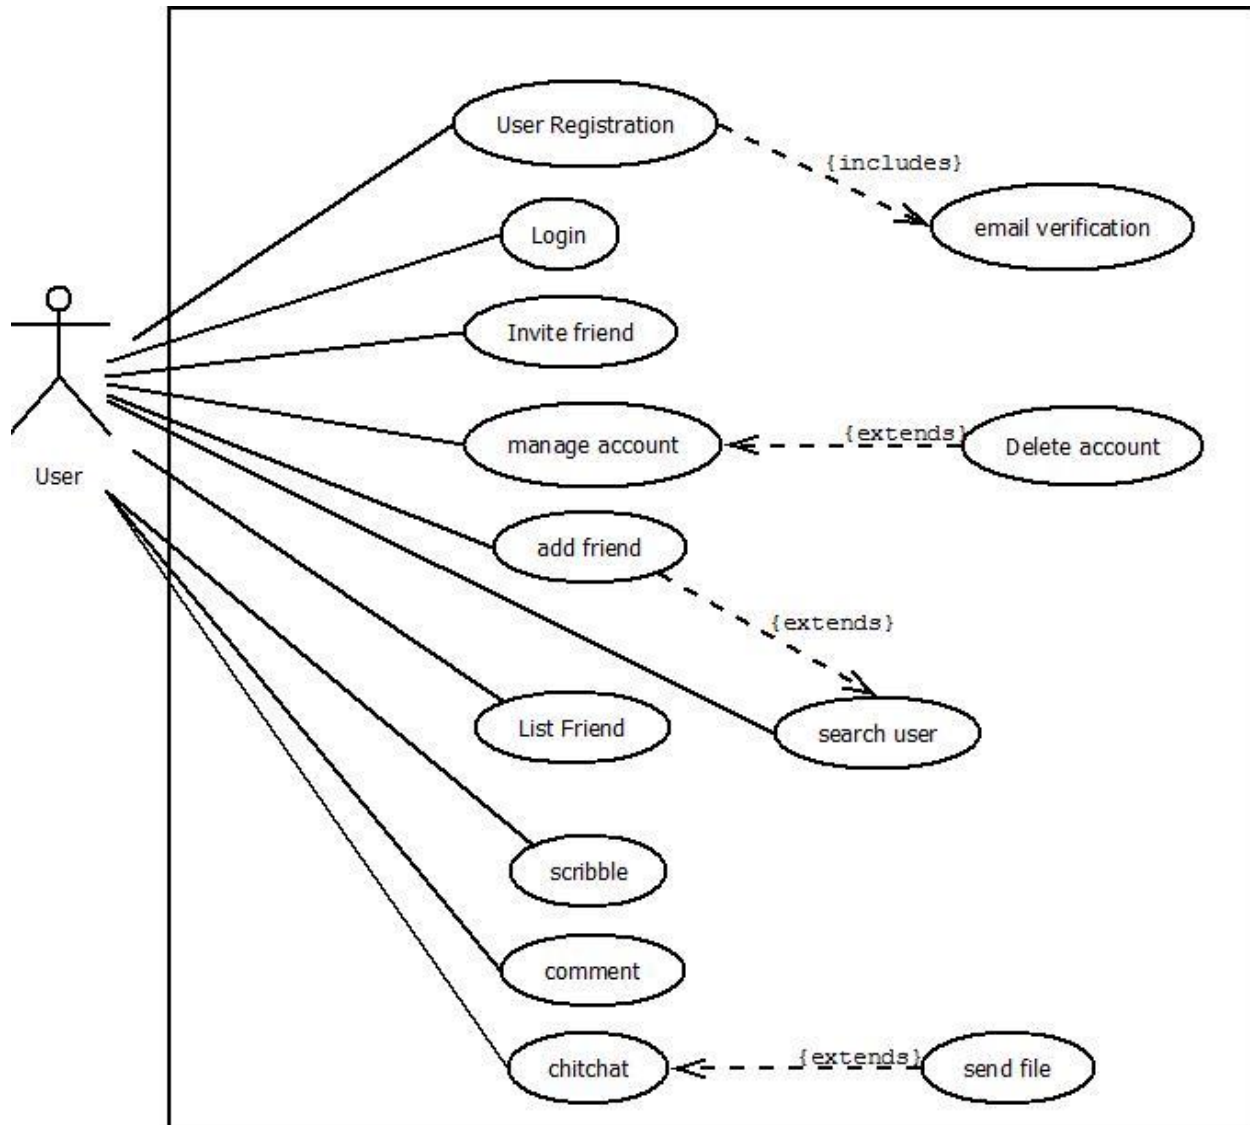 User Registration
{includes}
email verification
Login
Invite friend
manage account
{extends}
Delete account
User
add friend
{extends}
List Friend
search user
scribble
comment
chitchat
{extends}
send file